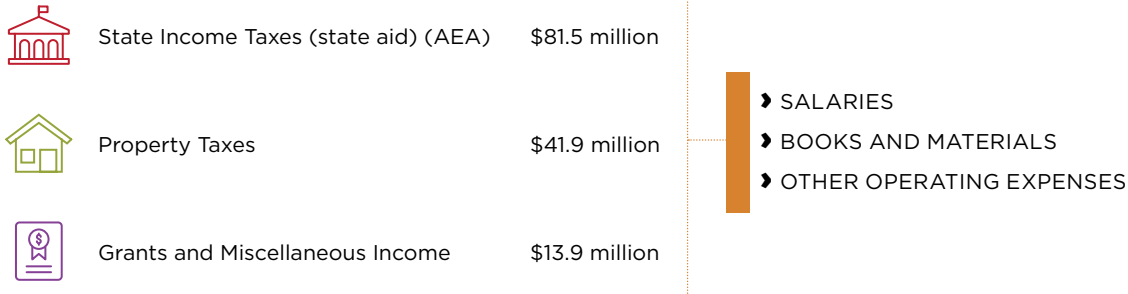 State Income Taxes (state aid) (AEA) $81.5 million
Property Taxes $41.9 million
$
Grants and Miscellaneous Income $13.9 million
SALARIES
BOOKS AND MATERIALS
OTHER OPERATING EXPENSES